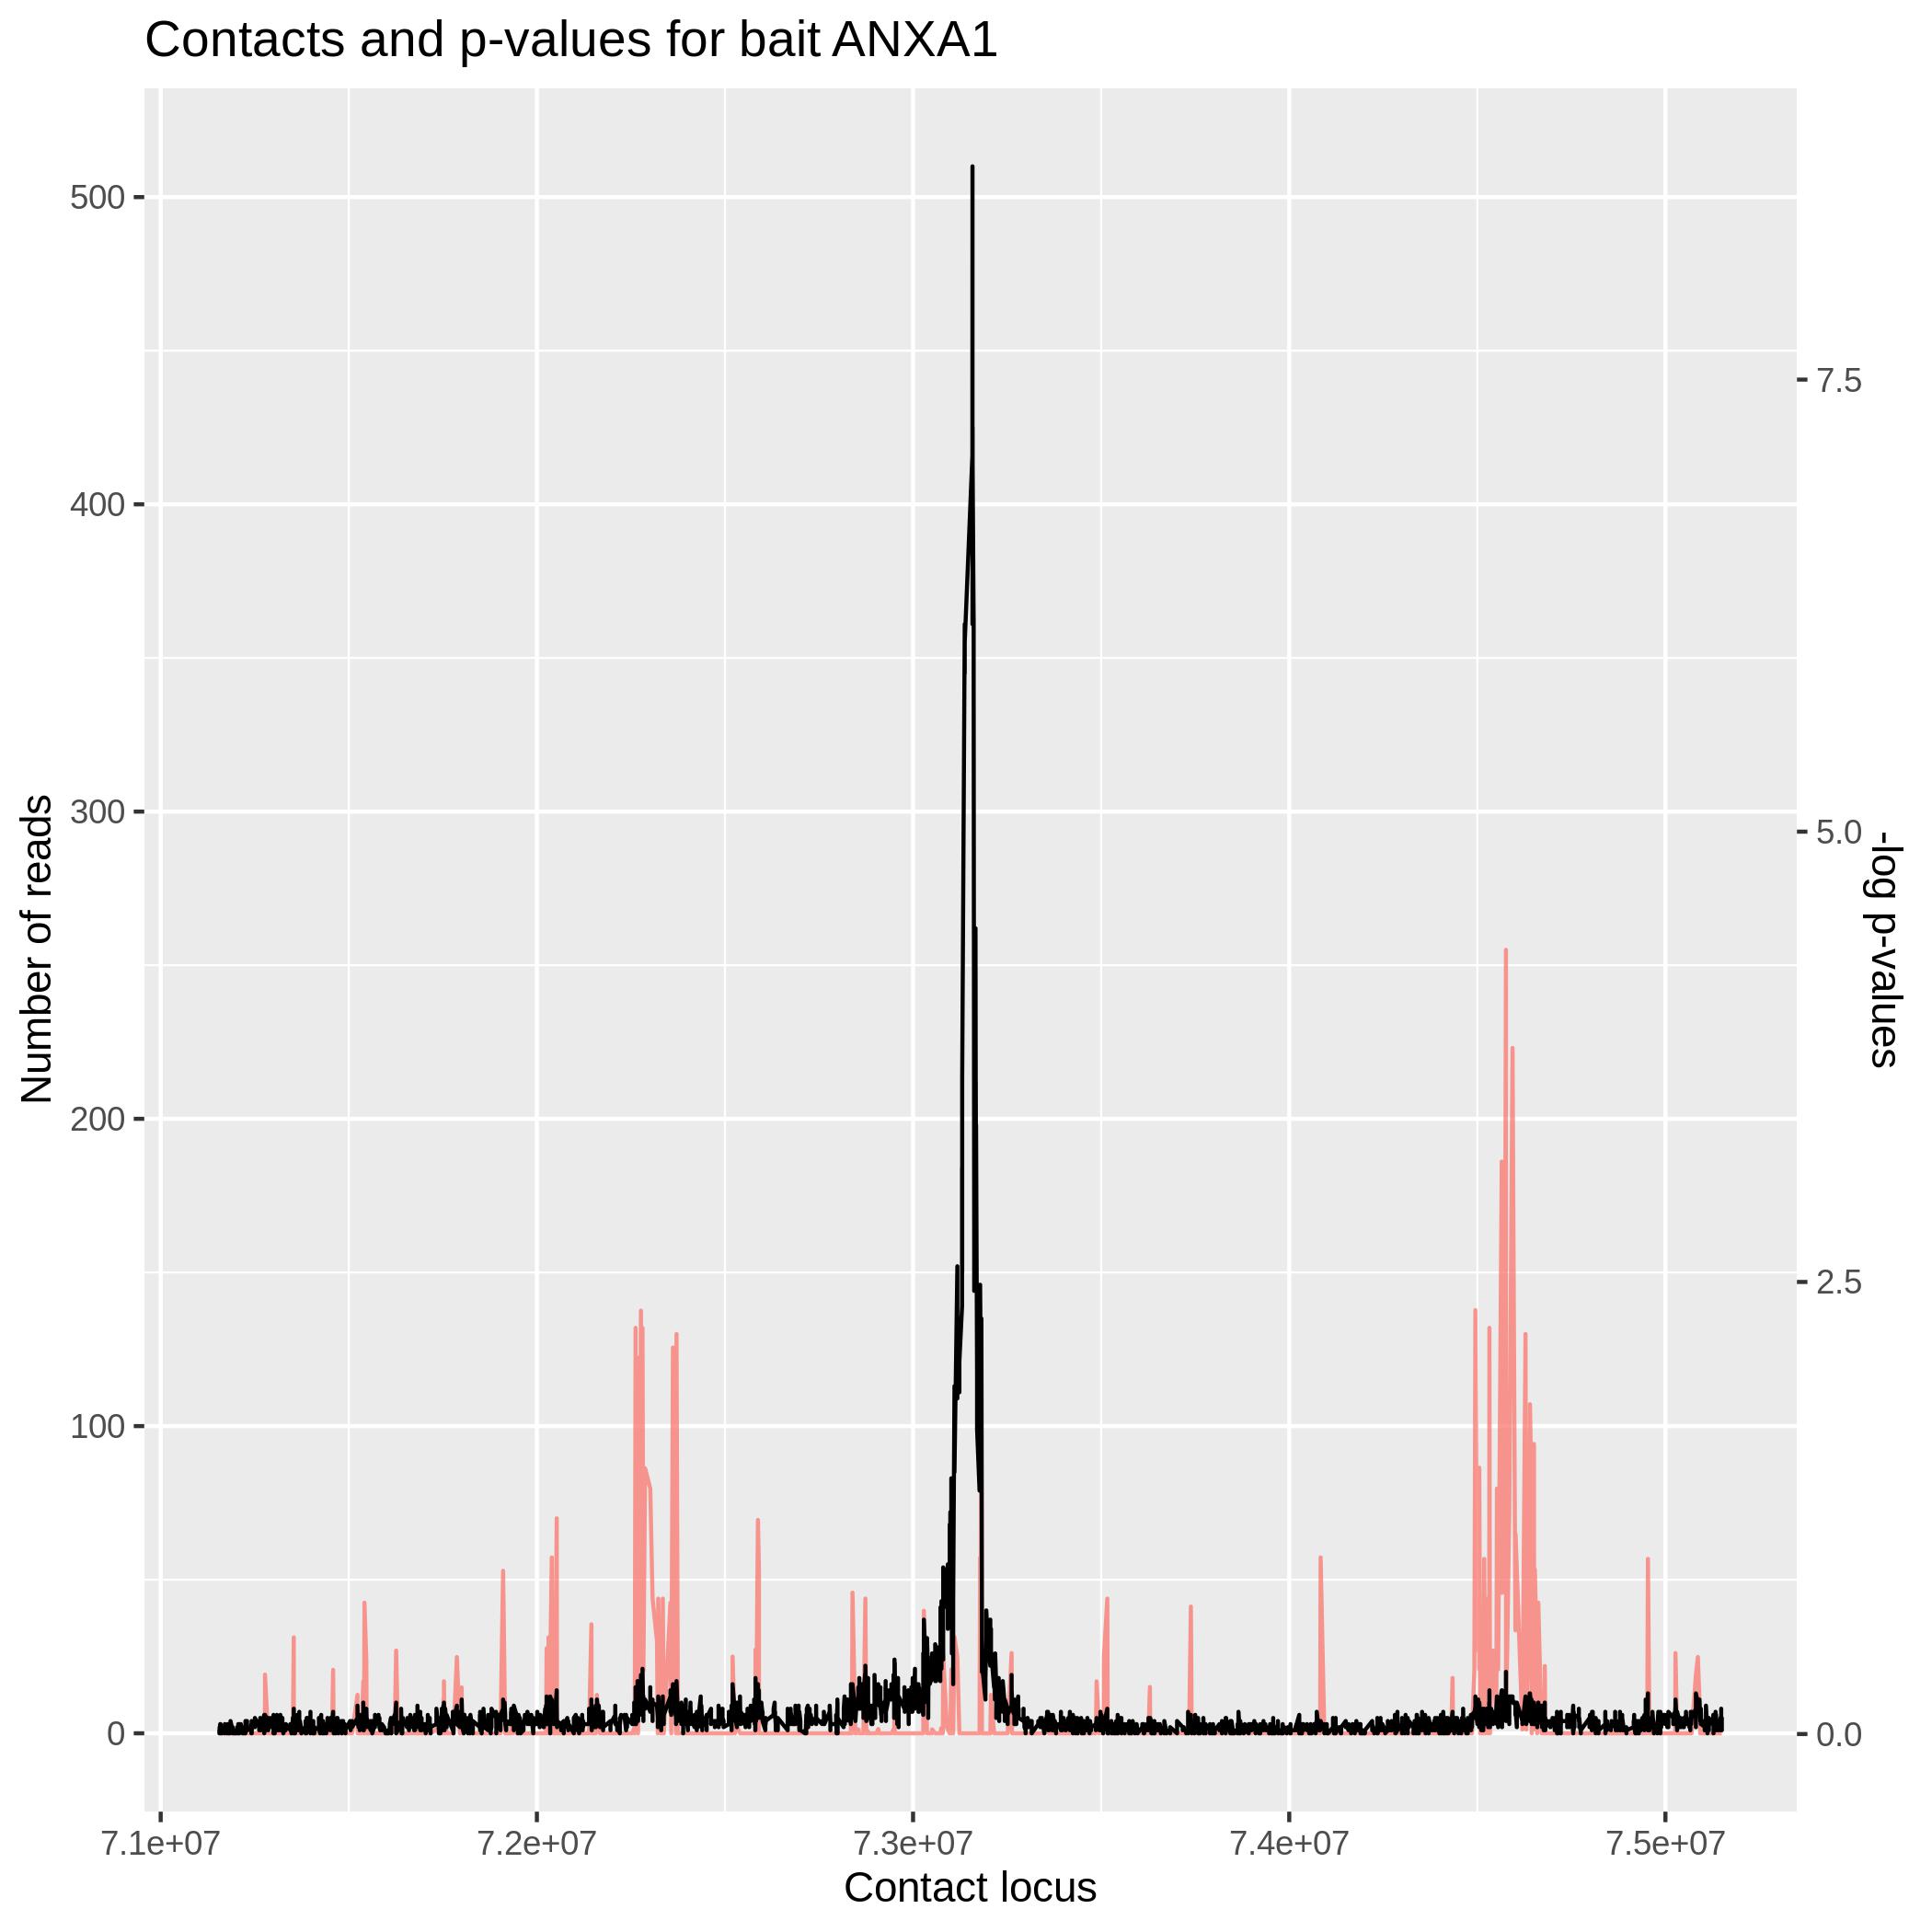 Contacts and p-values for bait ANXA1
Number of reads
500
400
300
200
100
0
7.5
5.0
2.5
0.0
-log p-values
7.1e+07
7.2e+07
7.3e+07
7.4e+07
7.5e+07
Contact locus